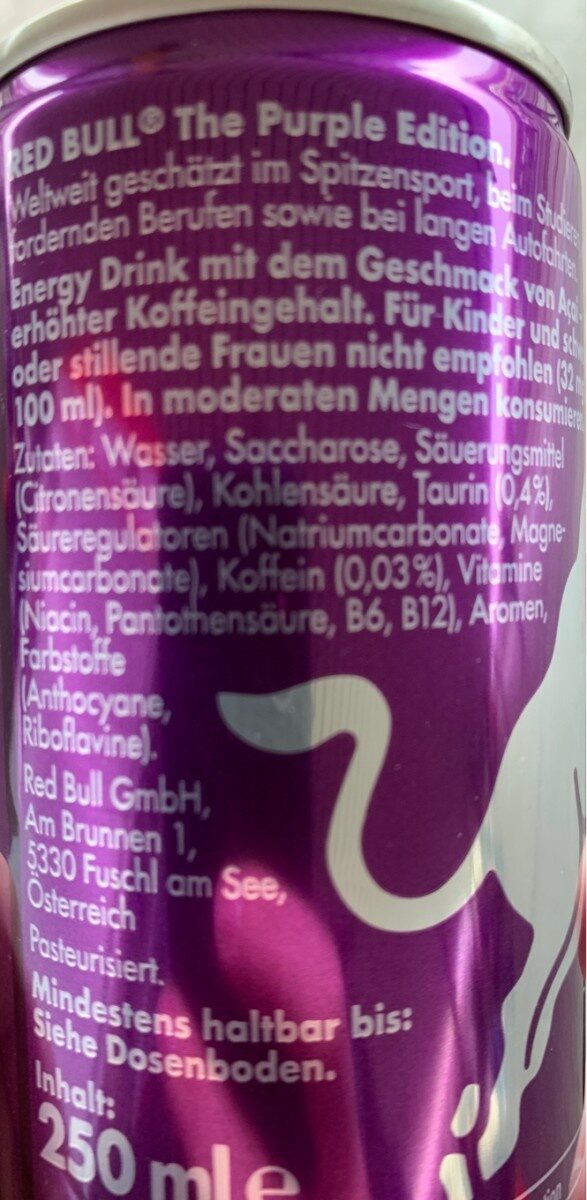 RED BULL® The Purple Edition.
Weltweit geschätzt im Spitzensport, beim
fordernden Berufen sowie bei langen Autofahrten
Energy Drink mit dem Geschmack von
erhöhter Koffeingehalt. Für Kinder und
oder stillende Frauen nicht empfohlen (32
100 ml). In moderaten Mengen
Zutaten: Wasser, Saccharose, Säuerungsmittel
(Citronensäure), Kohlensäure, Taurin (0,4%),
Säureregulatoren (Natriumcarbonate, Magne-
siumcarbonate), Koffein (0,03%), Vitamine
(Niacin, Pantothensäure, B6, B12), Aromen,
Farbstoffe
(Anthocyane,
Riboflavine).
Red Bull GmbH,
Am Brunnen 1,
5330 Fuschl am See,
Österreich
Pasteurisiert.
Mindestens haltbar bis:
Siehe Dosenboden.
Inhalt:
250 ml e